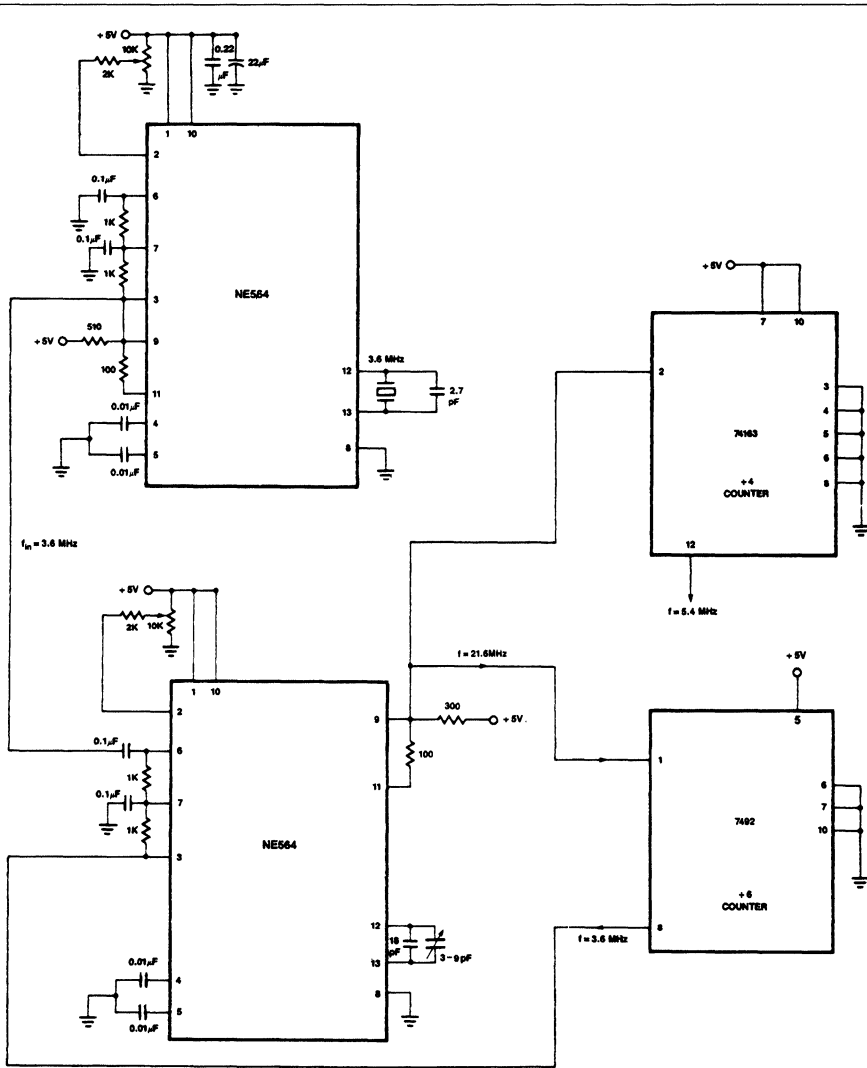 +5V
10K
0.22
μF
22μF
2K
1
10
2
0.1μF
6
1K
0.1μF
7
1K
NE564
3
510
+5V
9
100
11
0.01μF
4
5
0.01μF
3.6 MHz
12
13
2.7
pF
8
+5V
7
10
2
3
4
74163
5
6
÷4
COUNTER
8
12
f = 5.4 MHz
fin = 3.6 MHz
+5V
2K
10K
1
10
2
0.1μF
6
1K
0.1μF
7
1K
3
NE564
9
300
+5V
100
11
f = 21.6MHz
12
18
pF
13
3-9pF
0.01μF
4
5
0.01μF
8
+5V
5
1
6
7
7492
10
÷6
COUNTER
8
f = 3.6 MHz